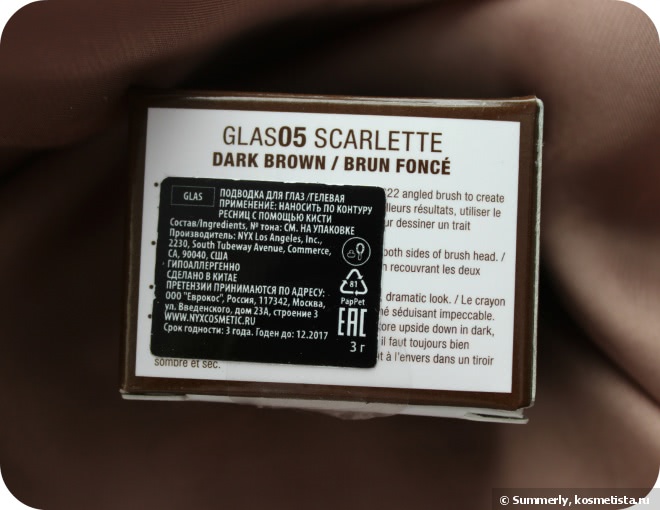 GLAS05 SCARLETTE
DARK BROWN / BRUN FONCÉ
22 angled brush to create
lleurs résultats, utiliser le
ur dessiner un trait
both sides of brush head. /
n recouvrant les deux
dramatic look. / Le crayon
né séduisant impeccable.
ore upside down in dark,
il faut toujours bien
t à l'envers dans un tiroir
sombre et sec.
GLAS
ПОДВОДКА ДЛЯ ГЛАЗ /ГЕЛЕВАЯ
ПРИМЕНЕНИЕ: НАНОСИТЬ ПО КОНТУРУ
РЕСНИЦ С ПОМОЩЬЮ КИСТИ
Состав/Ingredients, № тона: СМ. НА УПАКОВКЕ
NYX Los Angeles, Inc.,
2230, South Tubeway Avenue, Commerce,
CA, 90040, США
ГИПОАЛЛЕРГЕННО
СДЕЛАНО В КИТАЕ
ПРЕТЕНЗИИ ПРИНИМАЮТСЯ ПО АДРЕСУ:
ООО "Еврокос", Россия, 117342, Москва,
ул. Введенского, дом 23А, строение 3
WWW.NYXCOSMETIC.RU
Срок годности: 3 года. Годен до: 12.2017
81
PapPet
EAC
3 г
© Summerly, kosmetista.ru